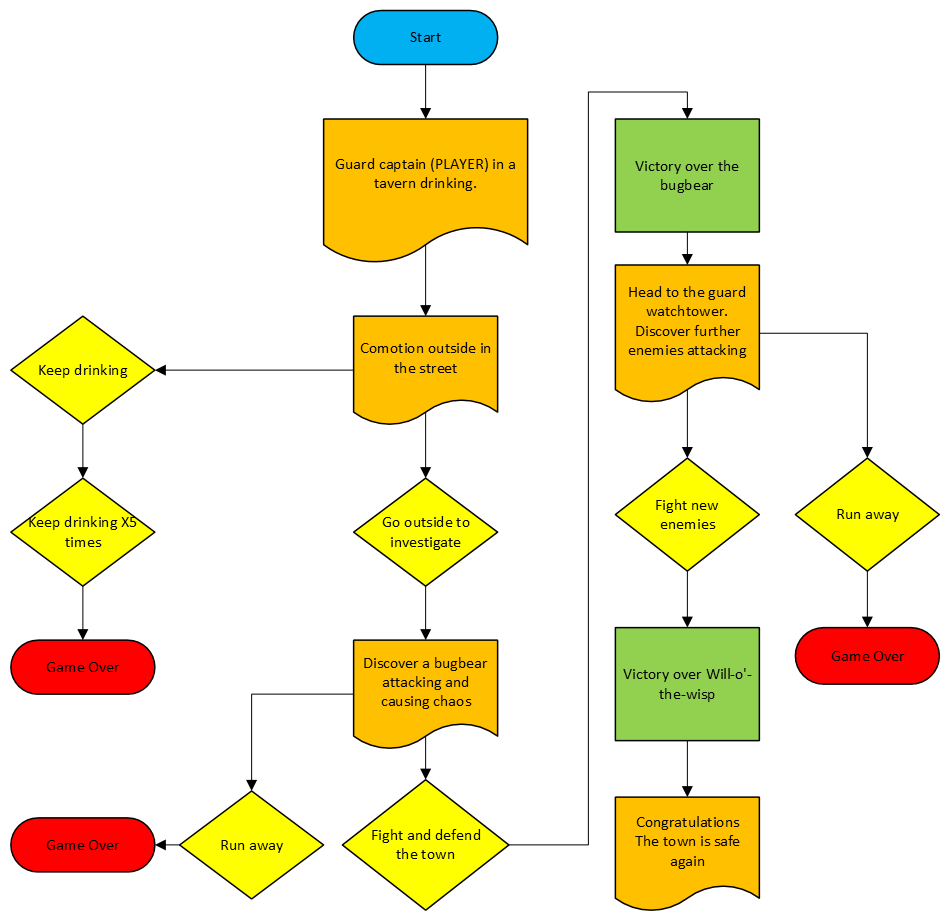 Start
Guard captain (PLAYER) in a
tavern drinking.
Comotion outside in
the street
Keep drinking
Keep drinking X5
times
Game Over
Go outside to
investigate
Discover a bugbear
attacking and
causing chaos
Run away
Game Over
Fight and defend
the town
Victory over the
bugbear
Head to the guard
watchtower.
Discover further
enemies attacking
Fight new
enemies
Run away
Game Over
Victory over Will-o'-
the-wisp
Congratulations
The town is safe
again